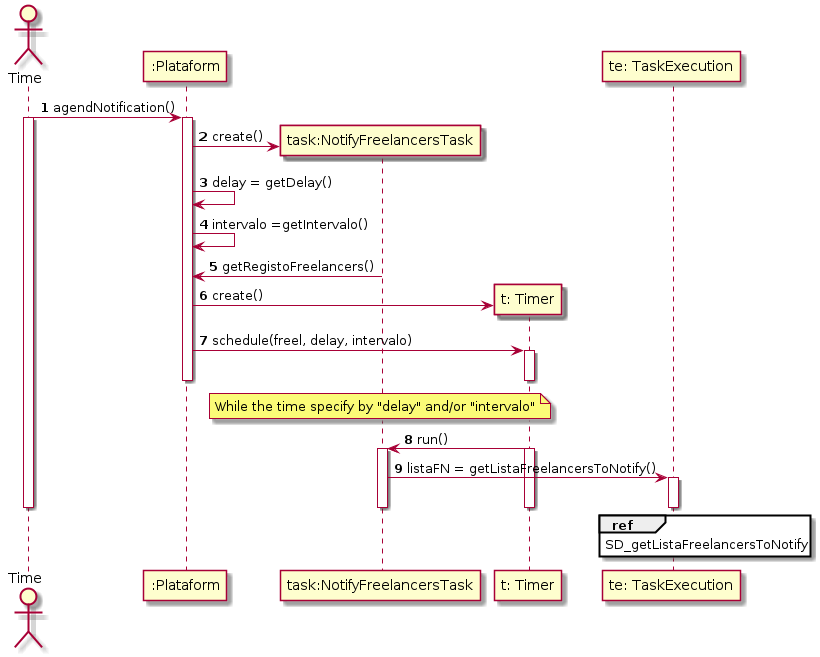 Time
:Plataform
te: TaskExecution
1 agendNotification()
2 create()
task:NotifyFreelancersTask
3 delay = getDelay()
4 intervalo =getIntervalo()
5 getRegistoFreelancers()
6 create()
t: Timer
7 schedule(freel, delay, intervalo)
While the time specify by "delay" and/or "intervalo"
8 run()
9 listaFN = getListaFreelancersToNotify()
ref
SD_getListaFreelancersToNotify
Time
:Plataform
task:NotifyFreelancersTask
t: Timer
te: TaskExecution